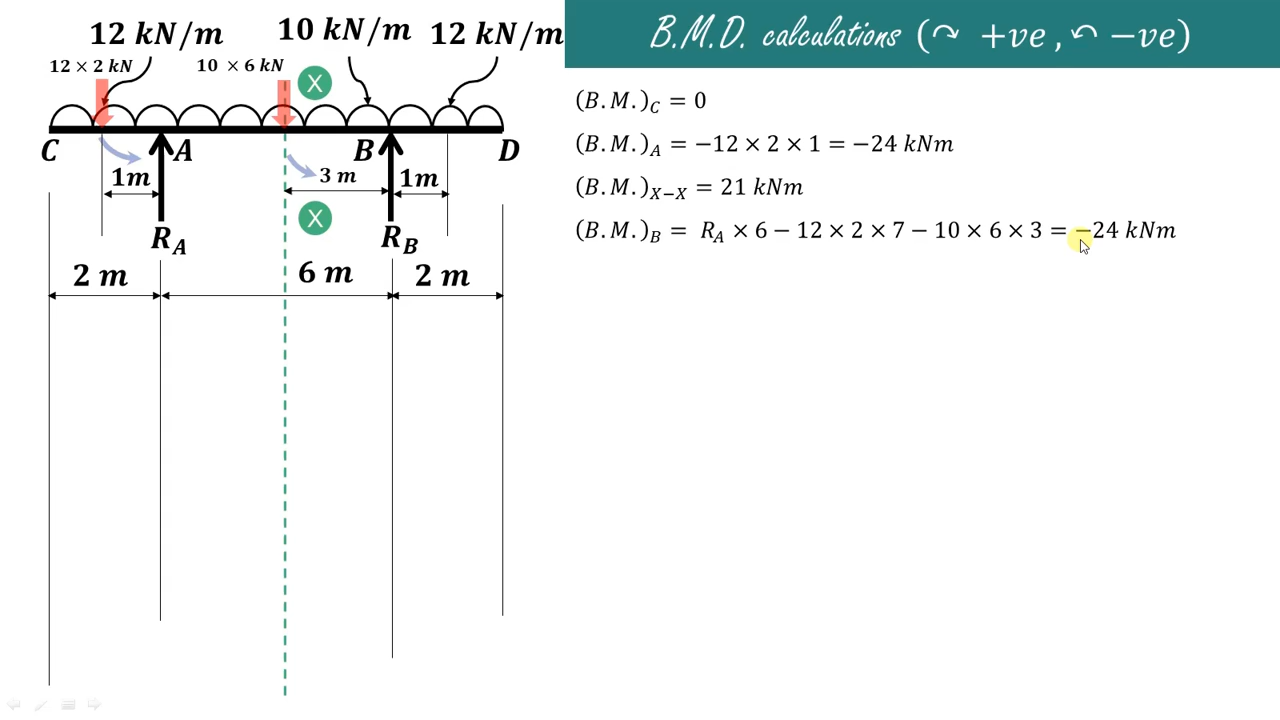 12 kN/m
10 kN/m
12 kN/m
12 × 2 kN
10 × 6 kN
X
C
A
B
D
1m
3 m
1m
X
R_A
R_B
2 m
6 m
2 m
B.M.D. calculations (↷ +ve , ↶ −ve)
(B.M.)_C = 0
(B.M.)_A = −12 × 2 × 1 = −24 kNm
(B.M.)_{X−X} = 21 kNm
(B.M.)_B = R_A × 6 − 12 × 2 × 7 − 10 × 6 × 3 = −24 kNm